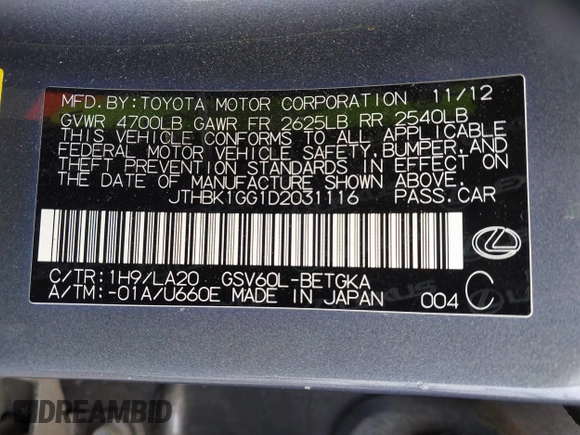 MFD. BY: TOYOTA MOTOR CORPORATION 11/12
GVWR 4700LB GAWR FR 2625LB RR 2540LB
THIS VEHICLE CONFORMS TO ALL APPLICABLE
FEDERAL MOTOR VEHICLE SAFETY, BUMPER, AND
THEFT PREVENTION STANDARDS IN EFFECT ON
THE DATE OF MANUFACTURE SHOWN ABOVE.
JTHBK1GG1D2031116 PASS. CAR
C/TR: 1H9/LA20 GSV60L-BETGKA
A/TM: -01A/U660E MADE IN JAPAN 004 C
DREAMBID